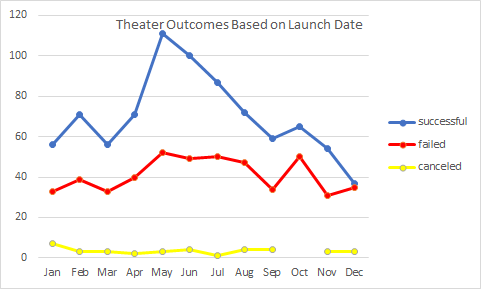 Theater Outcomes Based on Launch Date
120
100
80
60
40
20
0
Jan Feb Mar Apr May Jun Jul Aug Sep Oct Nov Dec
successful
failed
canceled